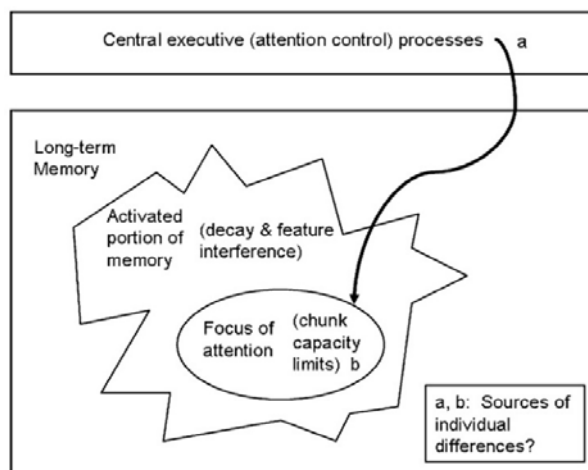 Central executive (attention control) processes a
Long-term
Memory
Activated
portion of
memory
(decay & feature
interference)
Focus of
attention
(chunk
capacity
limits) b
a, b: Sources of
individual
differences?